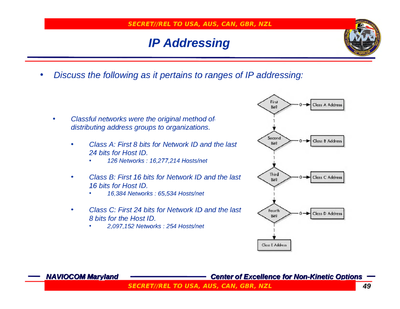 SECRET//REL TO USA, AUS, CAN, GBR, NZL
IP Addressing
• Discuss the following as it pertains to ranges of IP addressing:
• Classful networks were the original method of
distributing address groups to organizations.
• Class A: First 8 bits for Network ID and the last
24 bits for Host ID.
• 126 Networks : 16,277,214 Hosts/net
• Class B: First 16 bits for Network ID and the last
16 bits for Host ID.
• 16,384 Networks : 65,534 Hosts/net
• Class C: First 24 bits for Network ID and the last
8 bits for the Host ID.
• 2,097,152 Networks : 254 Hosts/net
First
Bit?
0
Class A Address
1
Second
Bit?
0
Class B Address
1
Third
Bit?
0
Class C Address
1
Fourth
Bit?
0
Class D Address
1
Class E Address
NAVIOCOM Maryland
Center of Excellence for Non-Kinetic Options
SECRET//REL TO USA, AUS, CAN, GBR, NZL
49